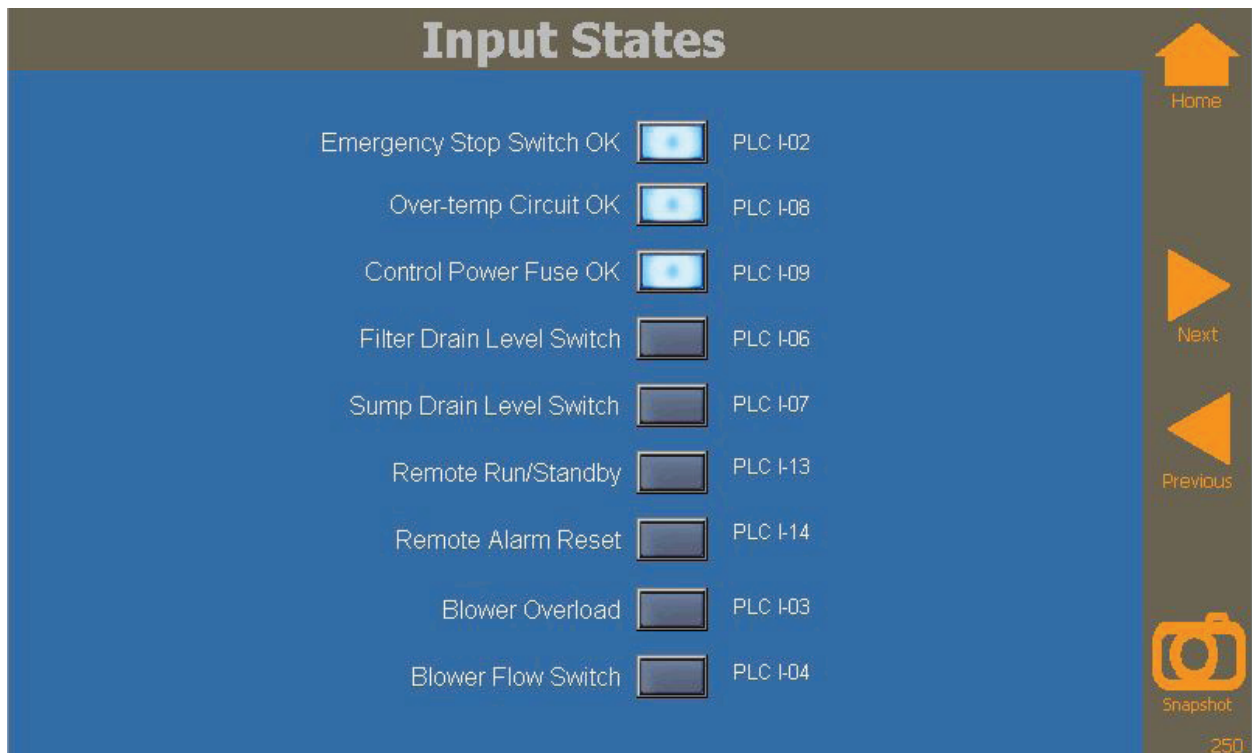 Input States
Home
Emergency Stop Switch OK PLC I-02
Over-temp Circuit OK PLC I-08
Control Power Fuse OK PLC I-09
Filter Drain Level Switch PLC I-06
Next
Sump Drain Level Switch PLC I-07
Remote Run/Standby PLC I-13
Previous
Remote Alarm Reset PLC I-14
Blower Overload PLC I-03
Blower Flow Switch PLC I-04
Snapshot
250